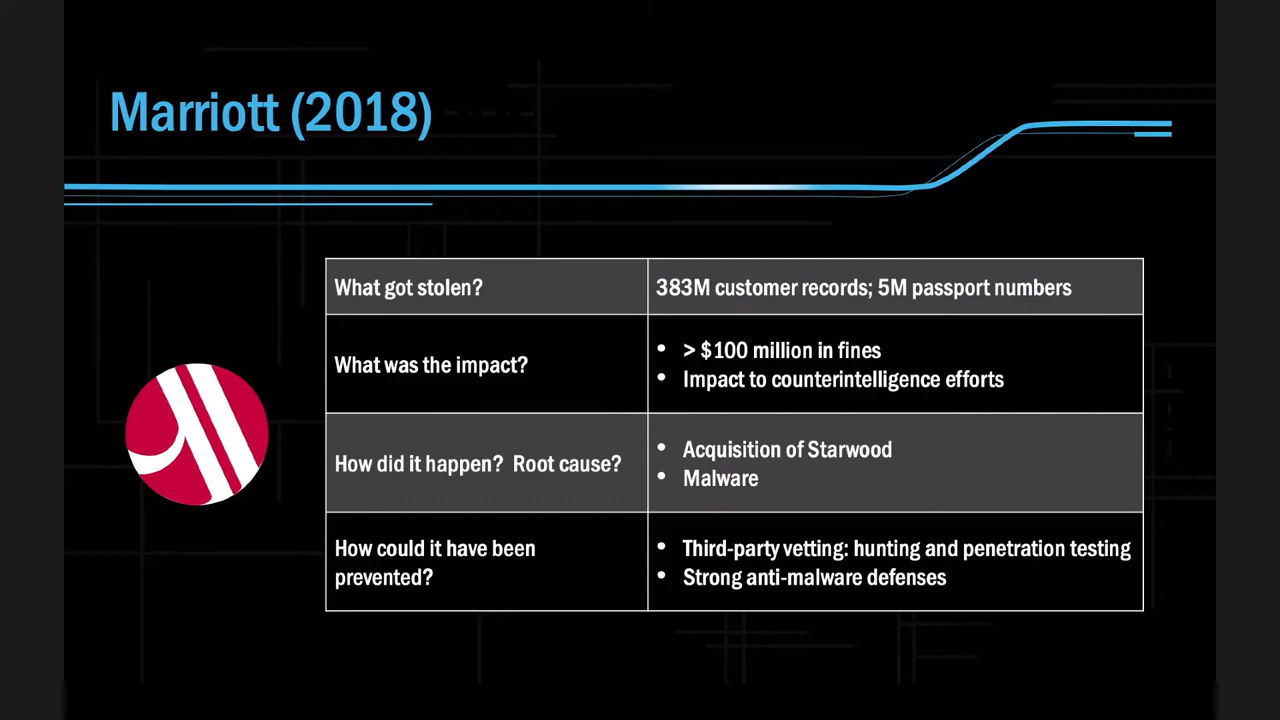 Marriott (2018)
What got stolen?
383M customer records; 5M passport numbers
What was the impact?
• > $100 million in fines
• Impact to counterintelligence efforts
How did it happen?  Root cause?
• Acquisition of Starwood
• Malware
How could it have been
prevented?
• Third-party vetting: hunting and penetration testing
• Strong anti-malware defenses